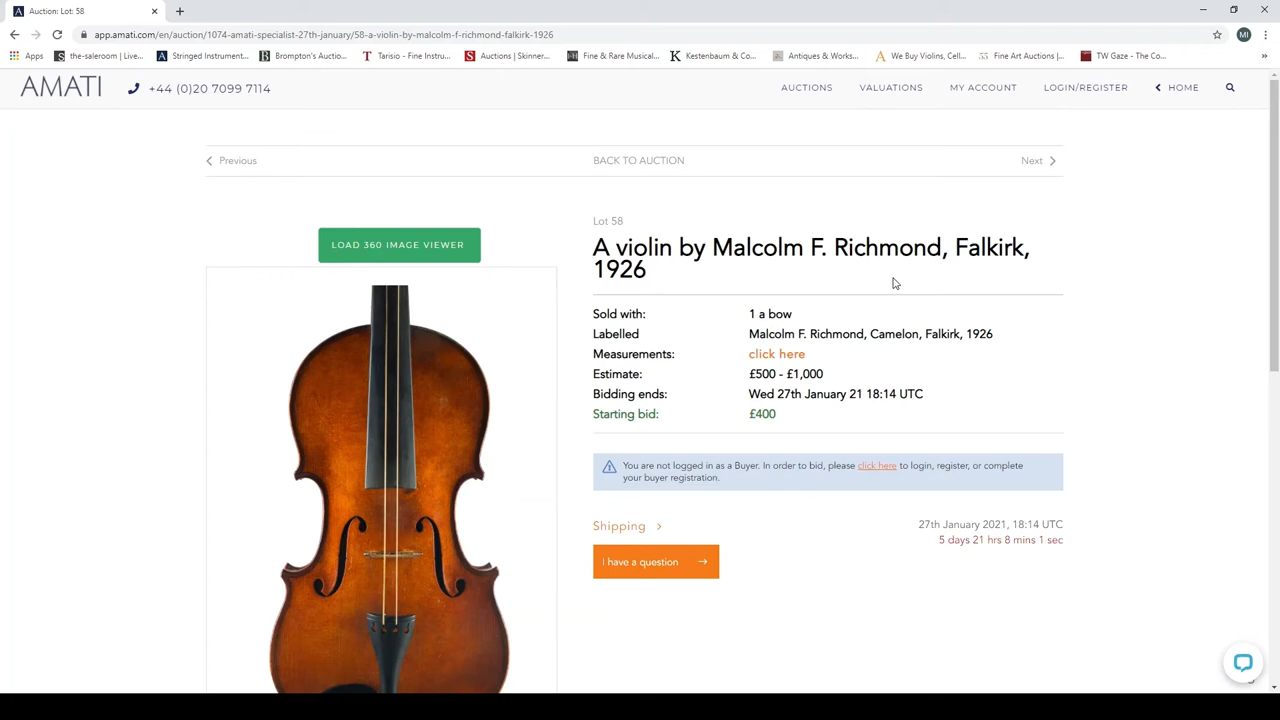 Auction: Lot: 58
app.amati.com/en/auction/1074-amati-specialist-27th-january/58-a-violin-by-malcolm-f-richmond-falkirk-1926
MI
Apps
the-saleroom | Live...
Stringed Instrument...
Brompton's Auctio...
Tarisio - Fine Instru...
Auctions | Skinner...
Fine & Rare Musical...
Kestenbaum & Co...
Antiques & Works...
We Buy Violins, Cell...
Fine Art Auctions |...
TW Gaze - The Co...
AMATI
+44 (0)20 7099 7114
AUCTIONS
VALUATIONS
MY ACCOUNT
LOGIN/REGISTER
HOME
Previous
BACK TO AUCTION
Next
LOAD 360 IMAGE VIEWER
Lot 58
A violin by Malcolm F. Richmond, Falkirk,
1926
Sold with: 1 a bow
Labelled Malcolm F. Richmond, Camelon, Falkirk, 1926
Measurements: click here
Estimate: £500 - £1,000
Bidding ends: Wed 27th January 21 18:14 UTC
Starting bid: £400
You are not logged in as a Buyer. In order to bid, please click here to login, register, or complete
your buyer registration.
Shipping
27th January 2021, 18:14 UTC
5 days 21 hrs 8 mins 1 sec
I have a question